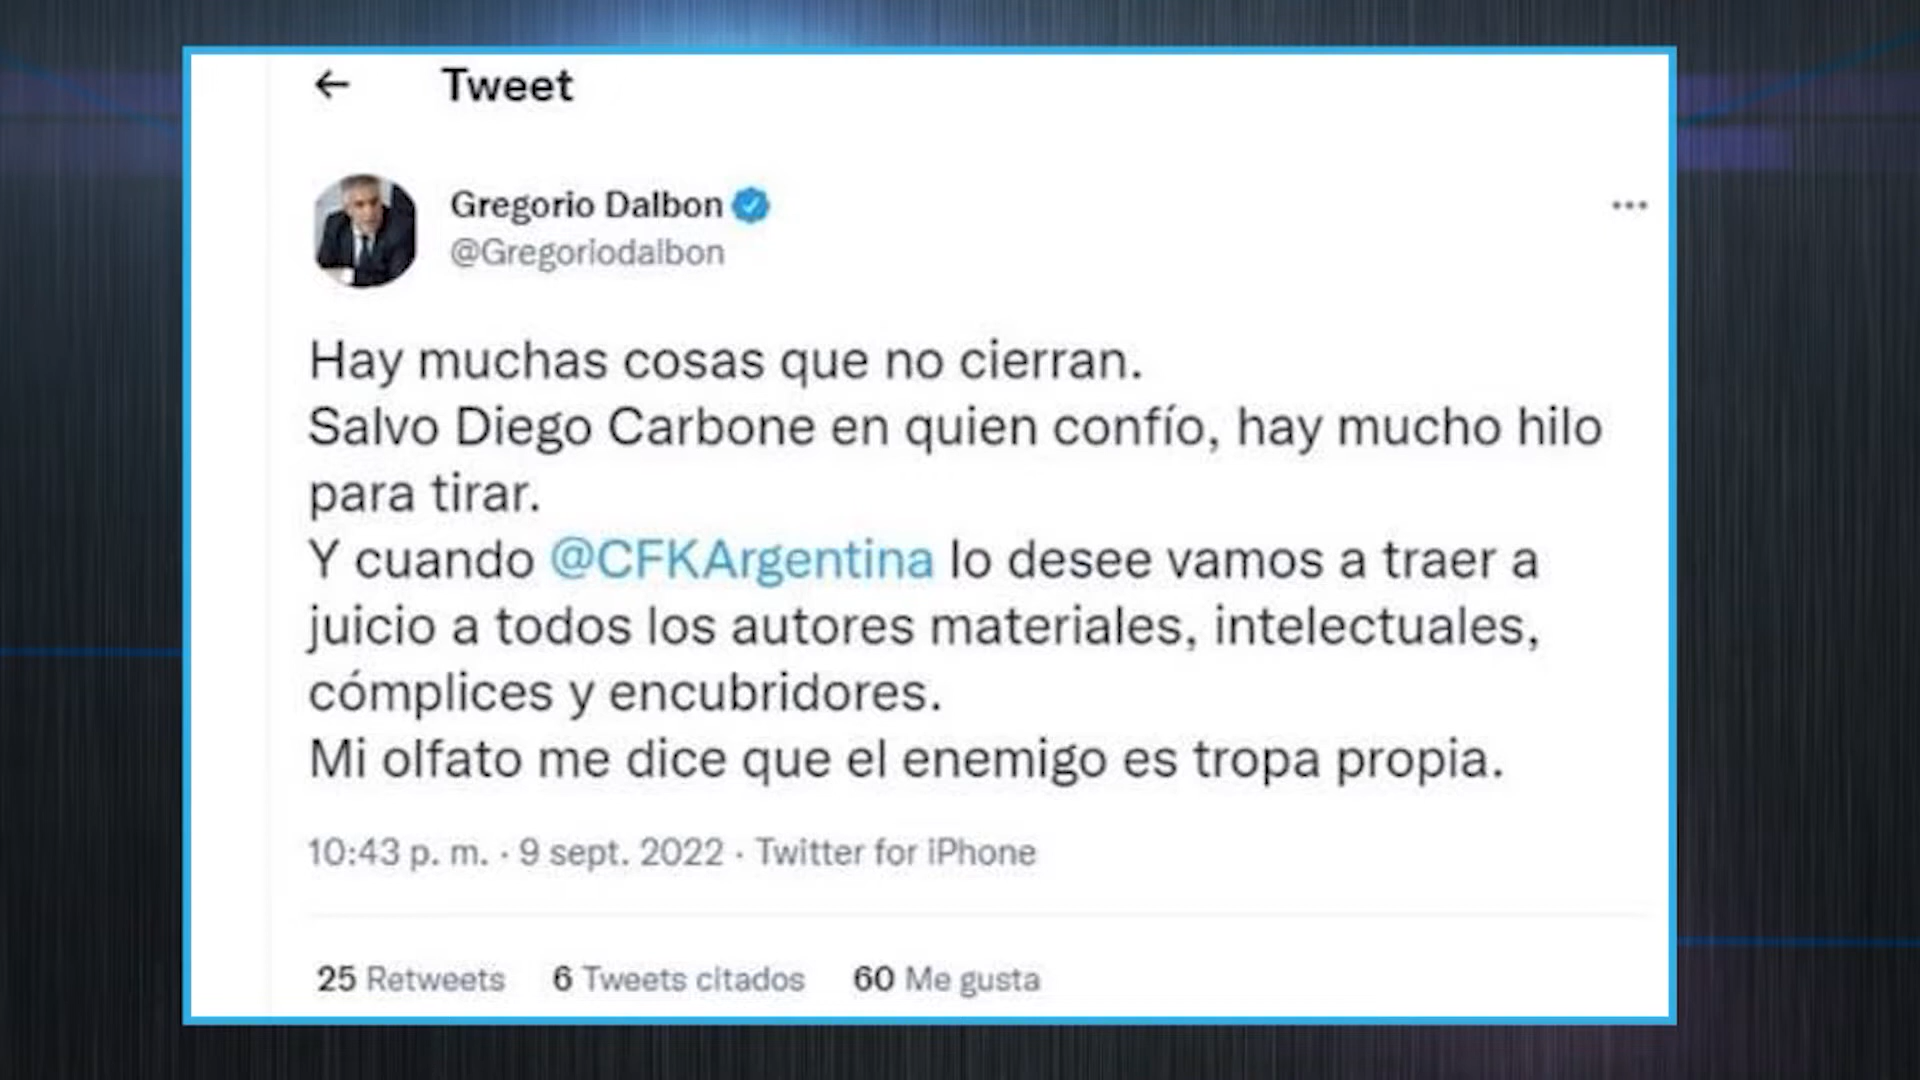 ← Tweet
Gregorio Dalbon
@Gregoriodalbon
Hay muchas cosas que no cierran.
Salvo Diego Carbone en quien confío, hay mucho hilo
para tirar.
Y cuando @CFKArgentina lo desee vamos a traer a
juicio a todos los autores materiales, intelectuales,
cómplices y encubridores.
Mi olfato me dice que el enemigo es tropa propia.
10:43 p. m. · 9 sept. 2022 · Twitter for iPhone
25 Retweets 6 Tweets citados 60 Me gusta